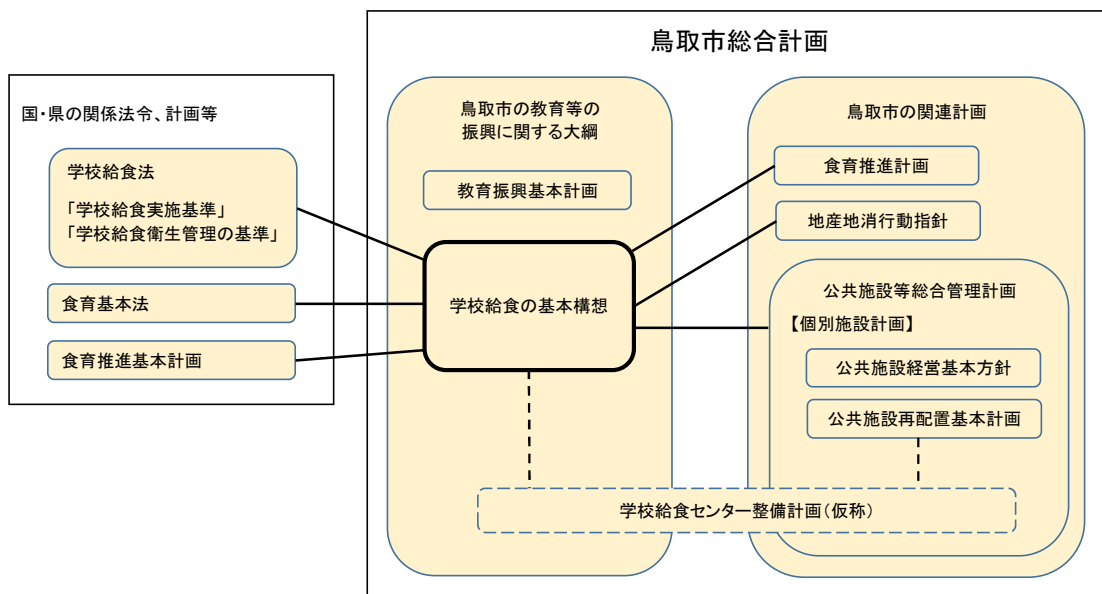 鳥取市総合計画
国・県の関係法令、計画等
学校給食法
「学校給食実施基準」
「学校給食衛生管理の基準」
食育基本法
食育推進基本計画
鳥取市の教育等の
振興に関する大綱
教育振興基本計画
学校給食の基本構想
鳥取市の関連計画
食育推進計画
地産地消行動指針
公共施設等総合管理計画
【個別施設計画】
公共施設経営基本方針
公共施設再配置基本計画
学校給食センター整備計画(仮称)